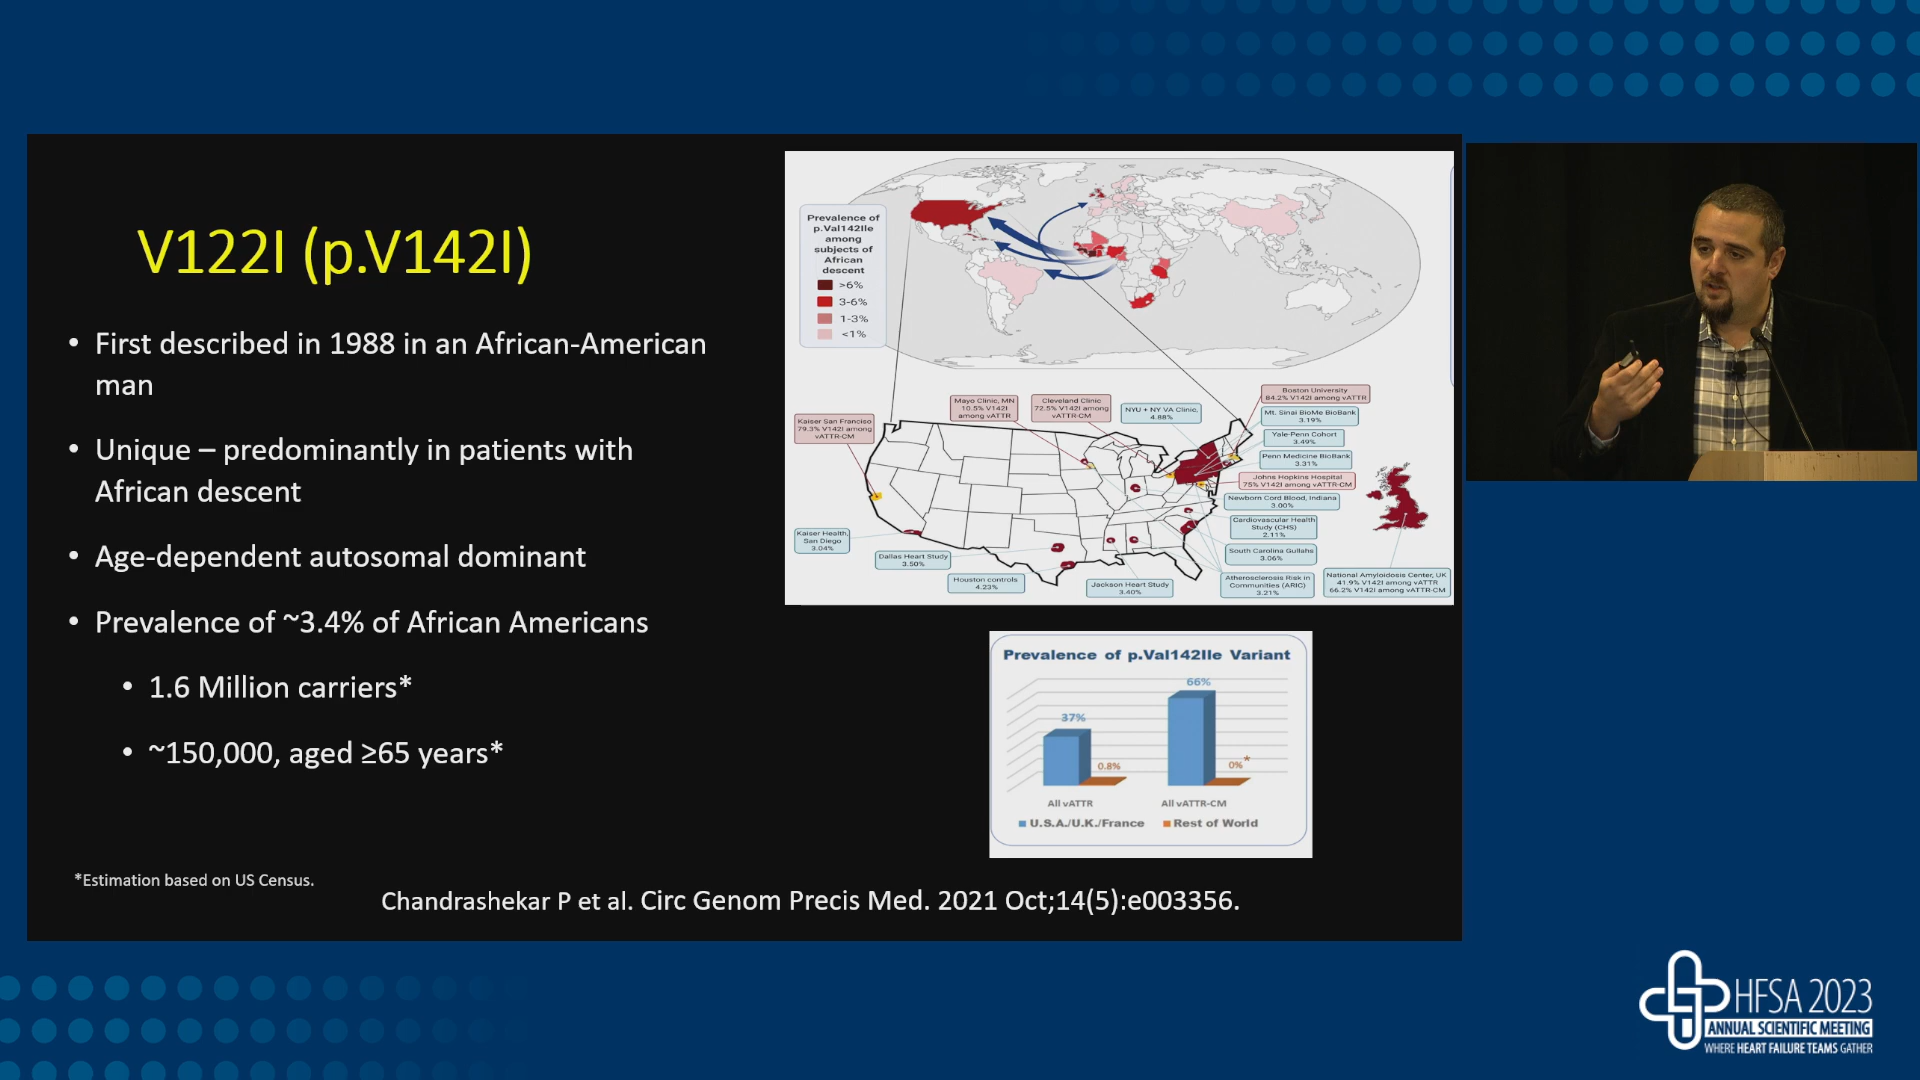 V122I (p.V142I)
• First described in 1988 in an African-American
man
• Unique – predominantly in patients with
African descent
• Age-dependent autosomal dominant
• Prevalence of ~3.4% of African Americans
• 1.6 Million carriers*
• ~150,000, aged ≥65 years*
*Estimation based on US Census.
Chandrashekar P et al. Circ Genom Precis Med. 2021 Oct;14(5):e003356.
Prevalence of
p.Val142Ile
among
subjects of
African
descent
>6%
3-6%
1-3%
<1%
Kaiser San Franciso
79.3% V142I among
vATTR-CM
Mayo Clinic, MN
10.5% V142I
among vATTR
Cleveland Clinic
72.5% V142I among
vATTR-CM
NYU + NY VA Clinic,
4.88%
Boston University
84.2% V142I among vATTR
Mt. Sinai BioMe BioBank
3.19%
Yale-Penn Cohort
3.49%
Penn Medicine BioBank
3.31%
Johns Hopkins Hospital
75% V142I among vATTR-CM
Newborn Cord Blood, Indiana
3.00%
Cardiovascular Health
Study (CHS)
2.11%
South Carolina Gullahs
3.06%
Atherosclerosis Risk in
Communities (ARIC)
3.21%
National Amyloidosis Center, UK
41.9% V142I among vATTR
66.2% V142I among vATTR-CM
Kaiser Health,
San Diego
3.04%
Dallas Heart Study
3.50%
Houston controls
4.23%
Jackson Heart Study
3.40%
Prevalence of p.Val142Ile Variant
66%
37%
0.8%
0%*
All vATTR
All vATTR-CM
U.S.A./U.K./France
Rest of World
HFSA 2023
ANNUAL SCIENTIFIC MEETING
WHERE HEART FAILURE TEAMS GATHER